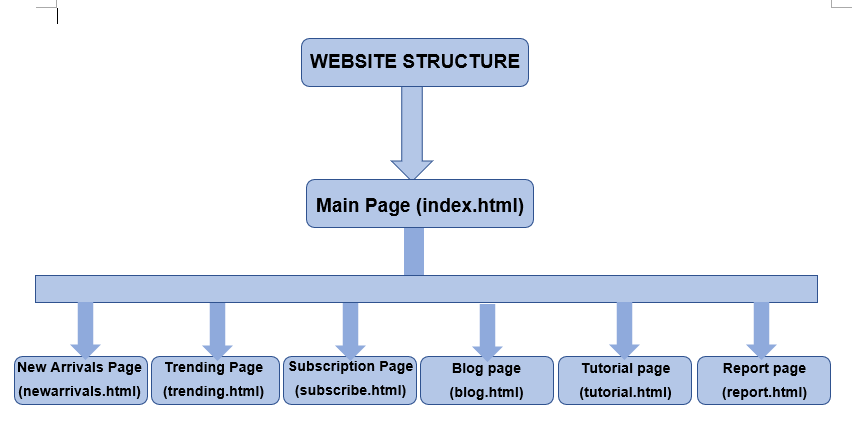 WEBSITE STRUCTURE
Main Page (index.html)
New Arrivals Page
(newarrivals.html)
Trending Page
(trending.html)
Subscription Page
(subscribe.html)
Blog page
(blog.html)
Tutorial page
(tutorial.html)
Report page
(report.html)